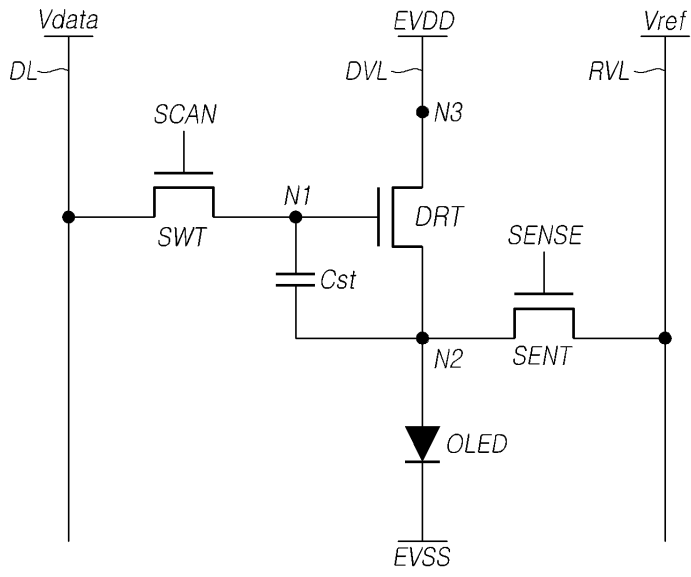 Vdata
EVDD
Vref
DL
DVL
RVL
N3
SCAN
N1
DRT
SWT
SENSE
Cst
N2
SENT
OLED
EVSS